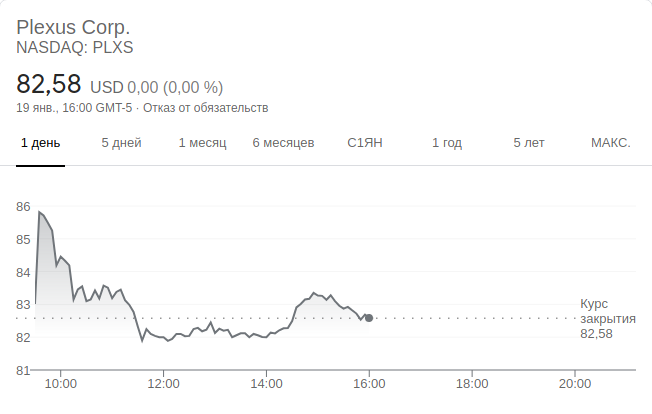 Plexus Corp.
NASDAQ: PLXS
82,58 USD 0,00 (0,00 %)
19 янв., 16:00 GMT-5 · Отказ от обязательств
1 день 5 дней 1 месяц 6 месяцев С1ЯН 1 год 5 лет МАКС.
86
85
84
83
82
81
Курс
закрытия
82,58
10:00 12:00 14:00 16:00 18:00 20:00